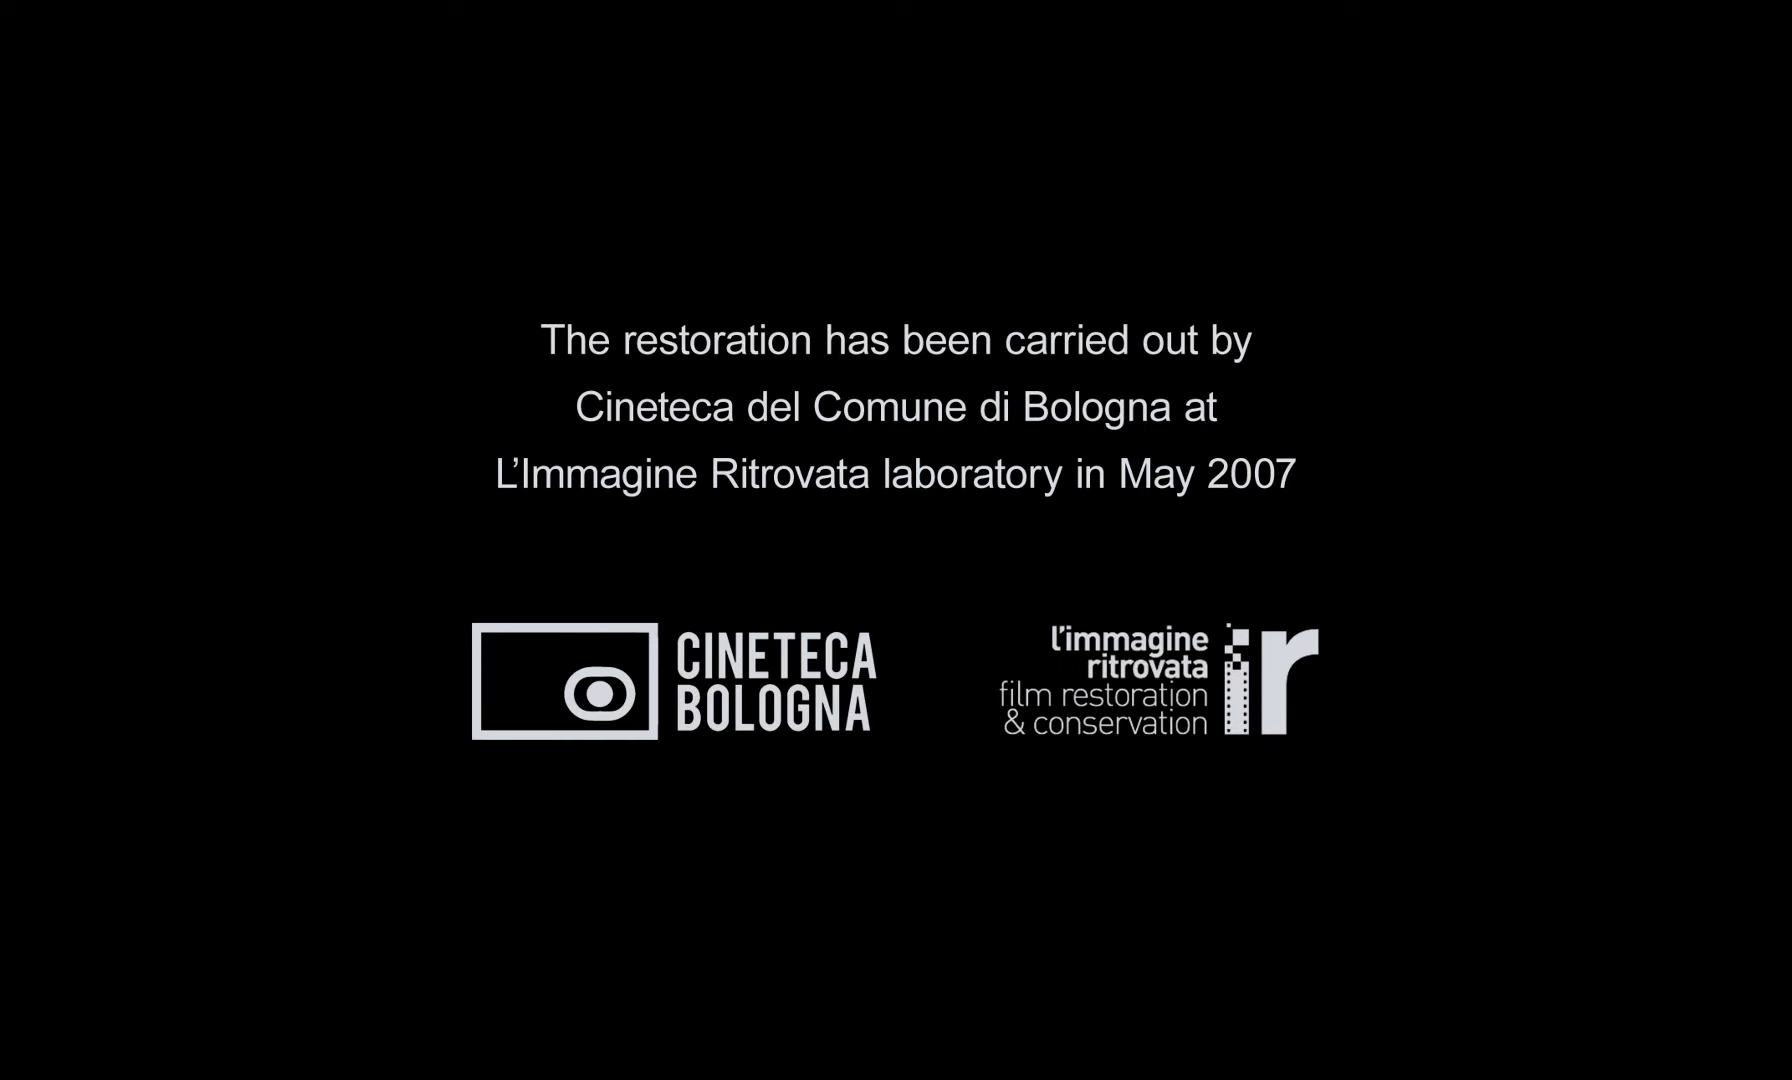 The restoration has been carried out by
Cineteca del Comune di Bologna at
L’Immagine Ritrovata laboratory in May 2007
CINETECA
BOLOGNA
l’immagine
ritrovata
film restoration
& conservation
ir